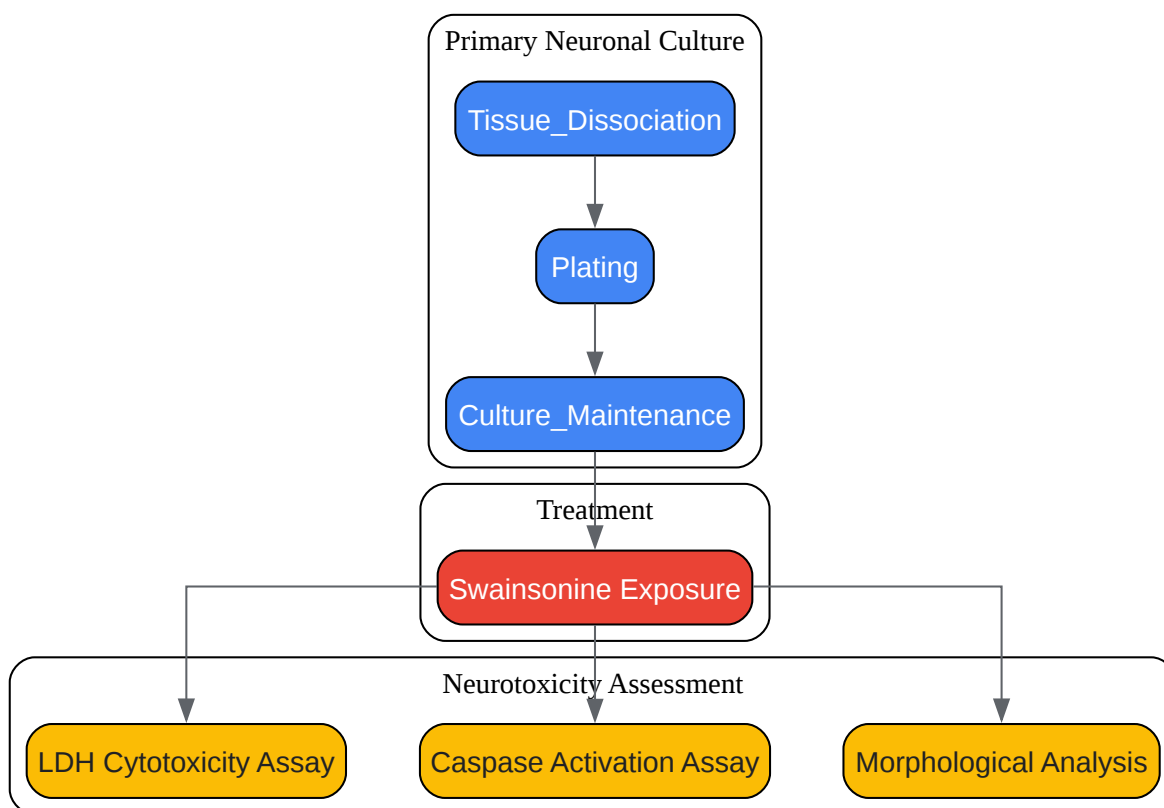 Primary Neuronal Culture
Tissue_Dissociation
Plating
Culture_Maintenance
Treatment
Swainsonine Exposure
Neurotoxicity Assessment
LDH Cytotoxicity Assay
Caspase Activation Assay
Morphological Analysis